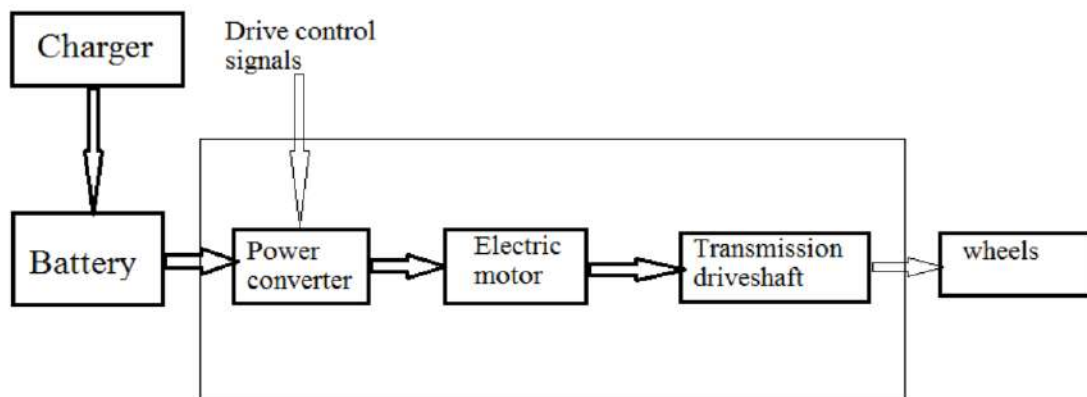 Charger
Drive control
signals
Battery
Power
converter
Electric
motor
Transmission
driveshaft
wheels